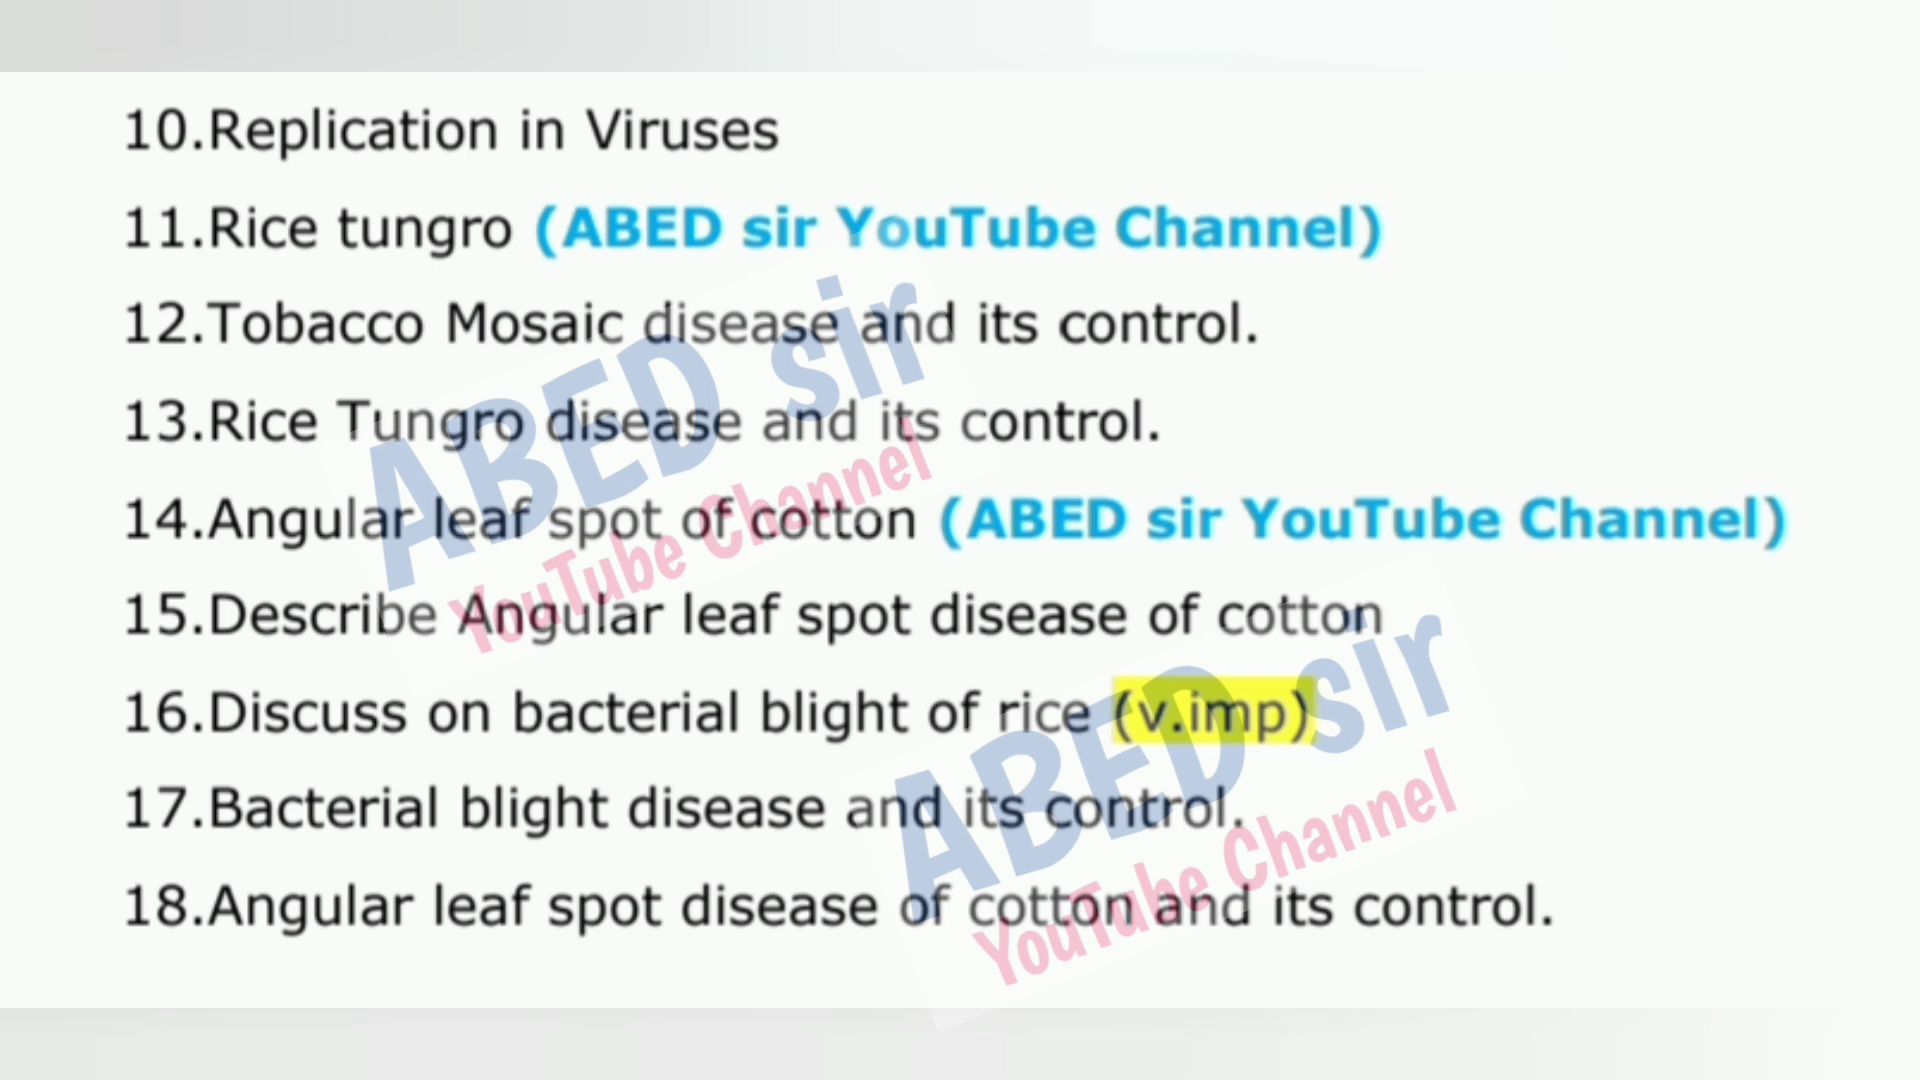 10.Replication in Viruses
11.Rice tungro (ABED sir YouTube Channel)
12.Tobacco Mosaic disease and its control.
13.Rice Tungro disease and its control.
14.Angular leaf spot of cotton (ABED sir YouTube Channel)
15.Describe Angular leaf spot disease of cotton
16.Discuss on bacterial blight of rice (v.imp)
17.Bacterial blight disease and its control.
18.Angular leaf spot disease of cotton and its control.
ABED sir
YouTube Channel
ABED sir
YouTube Channel